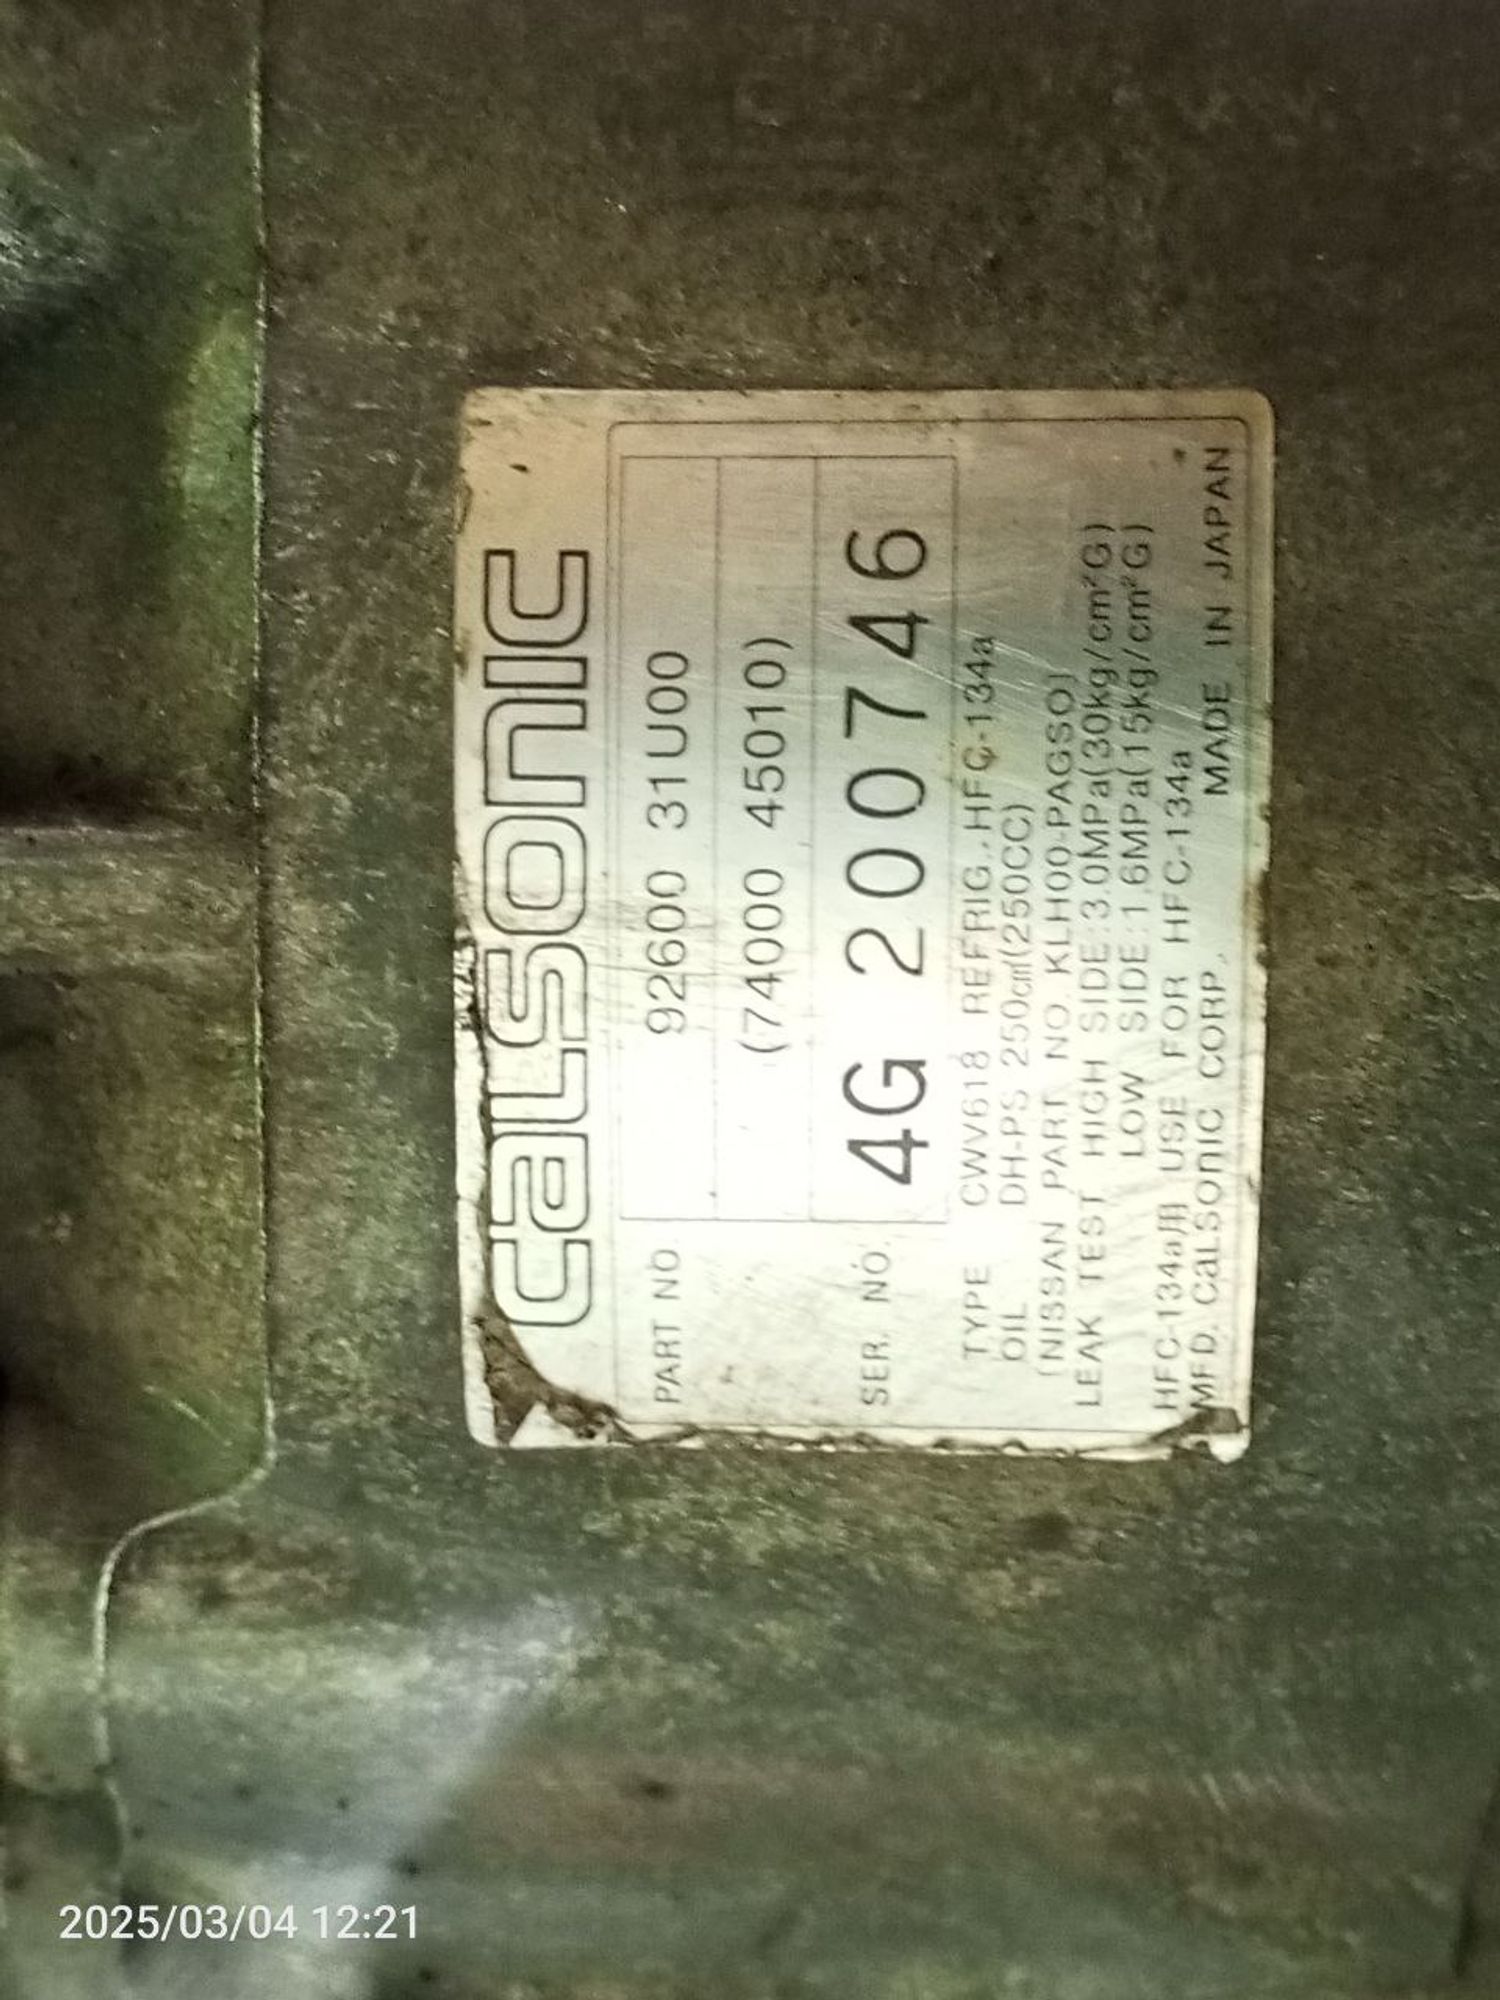 calsonic
PART NO. 92600 31U00
(74000 45010)
SER. NO. 4G 200746
TYPE CWV618 REFRIG. HFC-134a
OIL DH-PS 250cm³(250CC)
(NISSAN PART NO. KLH00-PAGSO)
LEAK TEST HIGH SIDE:3.0MPa(30kg/cm²G)
LOW SIDE:1.6MPa(15kg/cm²G)
HFC-134a用 USE FOR HFC-134a
MFD. calsonic CORP.,
MADE IN JAPAN
2025/03/04 12:21